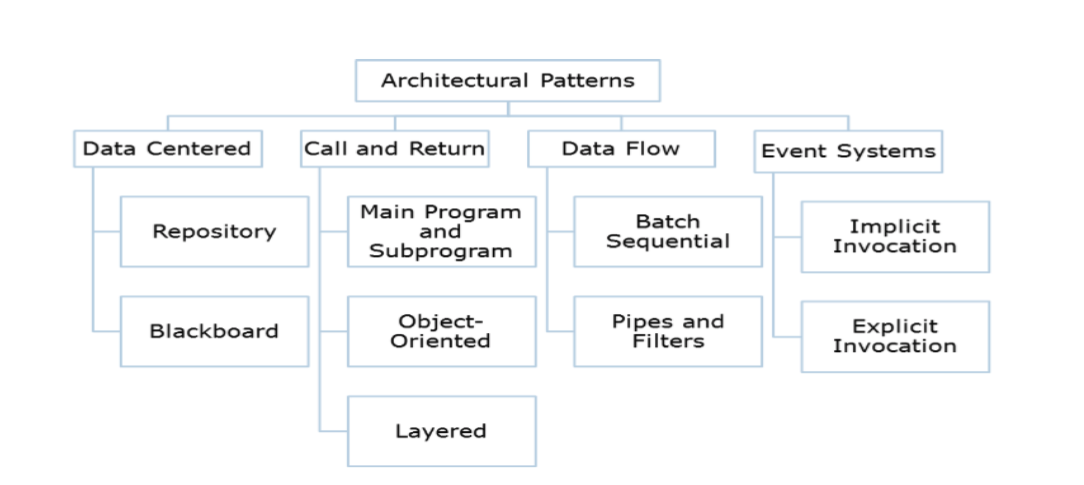 Architectural Patterns
Data Centered
Call and Return
Data Flow
Event Systems
Repository
Main Program
and
Subprogram
Batch
Sequential
Implicit
Invocation
Blackboard
Object-
Oriented
Pipes and
Filters
Explicit
Invocation
Layered